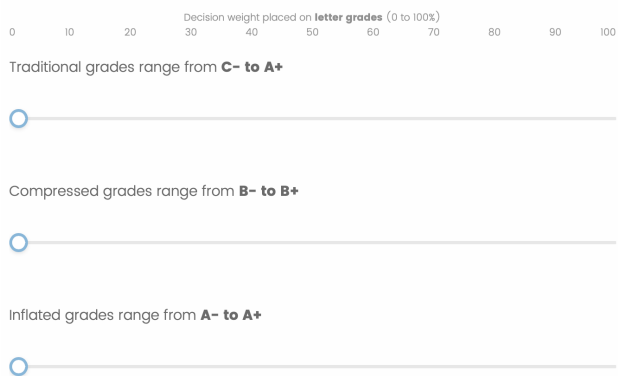 Decision weight placed on letter grades (0 to 100%)
0 10 20 30 40 50 60 70 80 90 100
Traditional grades range from C- to A+
Compressed grades range from B- to B+
Inflated grades range from A- to A+